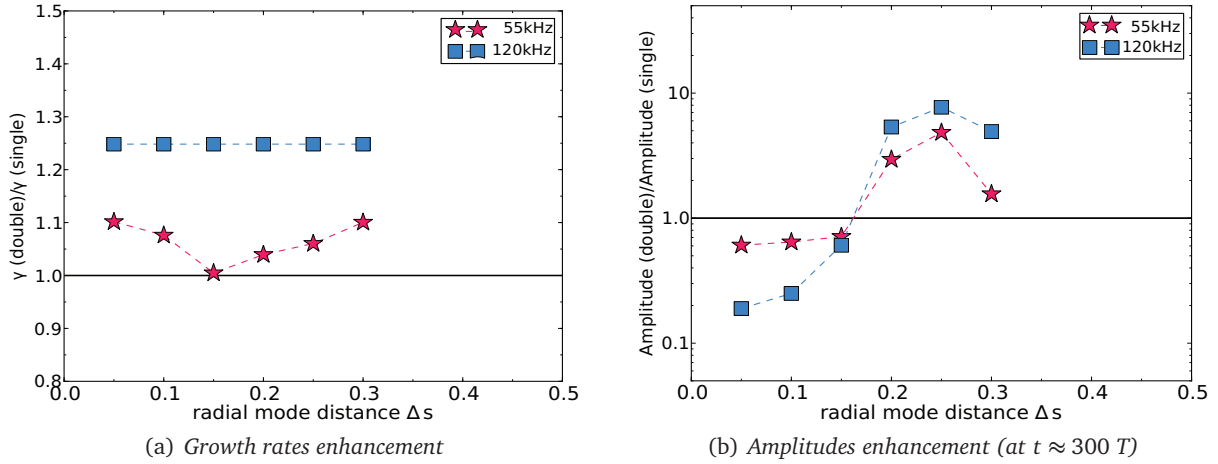 1.5
1.4
1.3
1.2
1.1
1.0
0.9
0.8
γ (double)/γ (single)
55kHz
120kHz
0.0 0.1 0.2 0.3 0.4 0.5
radial mode distance Δ s
(a) Growth rates enhancement
10
1.0
0.1
Amplitude (double)/Amplitude (single)
55kHz
120kHz
0.0 0.1 0.2 0.3 0.4 0.5
radial mode distance Δ s
(b) Amplitudes enhancement (at t ≈ 300 T)